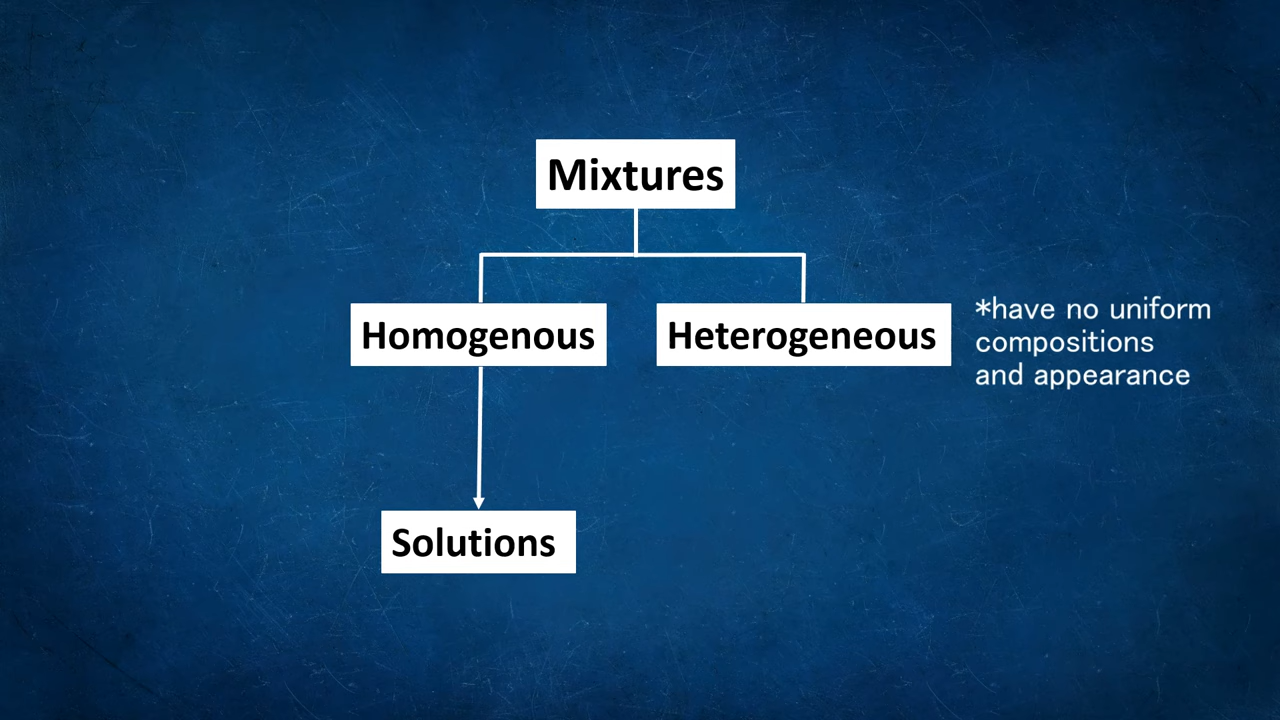 Mixtures
Homogenous
Heterogeneous
*have no uniform
compositions
and appearance
Solutions